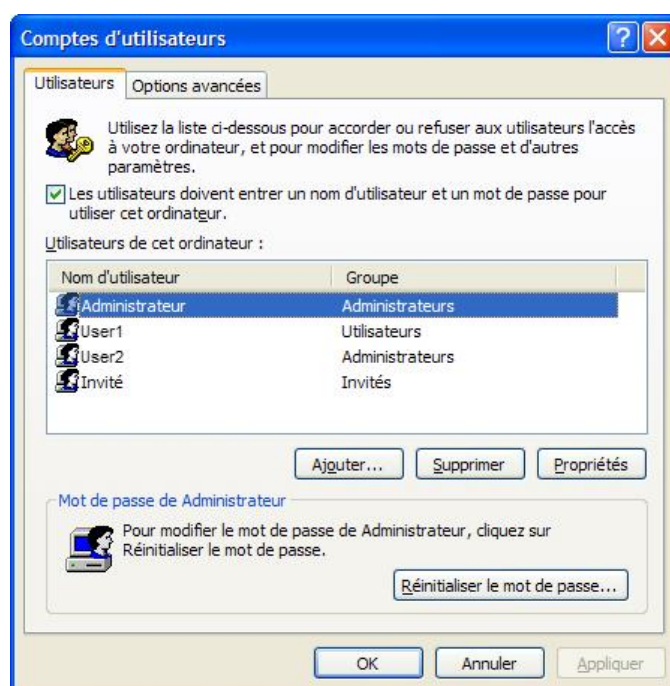 Comptes d'utilisateurs
Utilisateurs Options avancées
Utilisez la liste ci-dessous pour accorder ou refuser aux utilisateurs l'accès
à votre ordinateur, et pour modifier les mots de passe et d'autres
paramètres.
Les utilisateurs doivent entrer un nom d'utilisateur et un mot de passe pour
utiliser cet ordinateur.
Utilisateurs de cet ordinateur :
Nom d'utilisateur Groupe
Administrateur Administrateurs
User1 Utilisateurs
User2 Administrateurs
Invité Invités
Ajouter... Supprimer Propriétés
Mot de passe de Administrateur
Pour modifier le mot de passe de Administrateur, cliquez sur
Réinitialiser le mot de passe.
Réinitialiser le mot de passe...
OK Annuler Appliquer